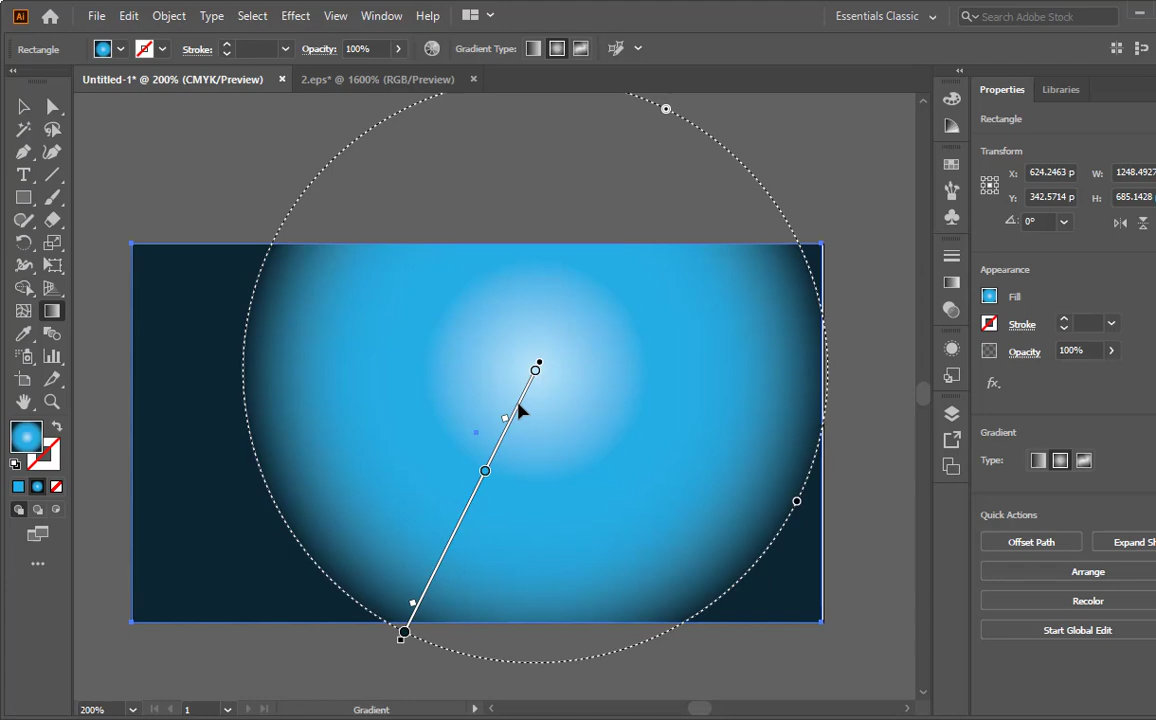 Ai File Edit Object Type Select Effect View Window Help Essentials Classic Search Adobe Stock
Rectangle Stroke: Opacity: 100% Gradient Type:
Untitled-1* @ 200% (CMYK/Preview) × 2.eps* @ 1600% (RGB/Preview) ×
Properties Libraries
Rectangle
Transform
X: 624.2463 p W: 1248.4927
Y: 342.5714 p H: 685.1428 p
0°
Appearance
Fill
Stroke
Opacity 100%
fx.
Gradient
Type:
Quick Actions
Offset Path Expand Sh
Arrange
Recolor
Start Global Edit
200% 1 Gradient